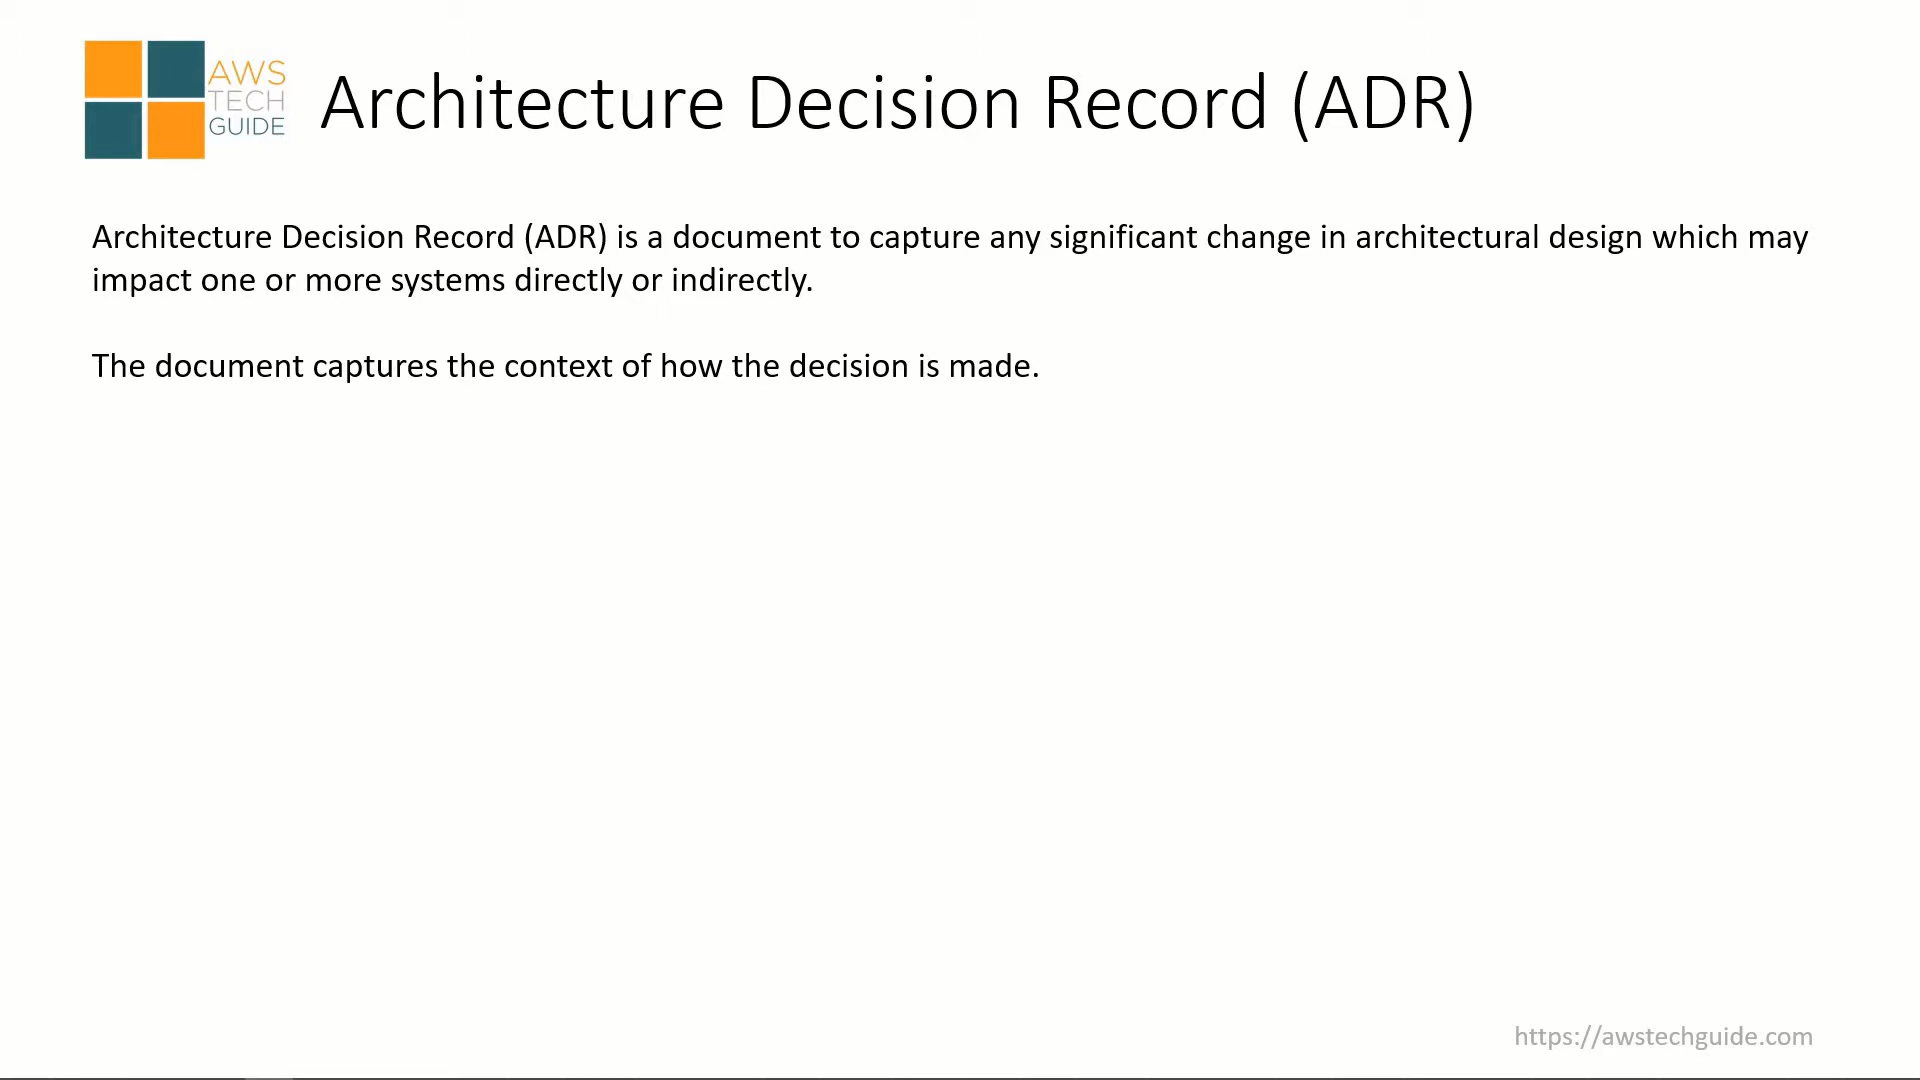 AWS
TECH
GUIDE
Architecture Decision Record (ADR)
Architecture Decision Record (ADR) is a document to capture any significant change in architectural design which may
impact one or more systems directly or indirectly.
The document captures the context of how the decision is made.
https://awstechguide.com